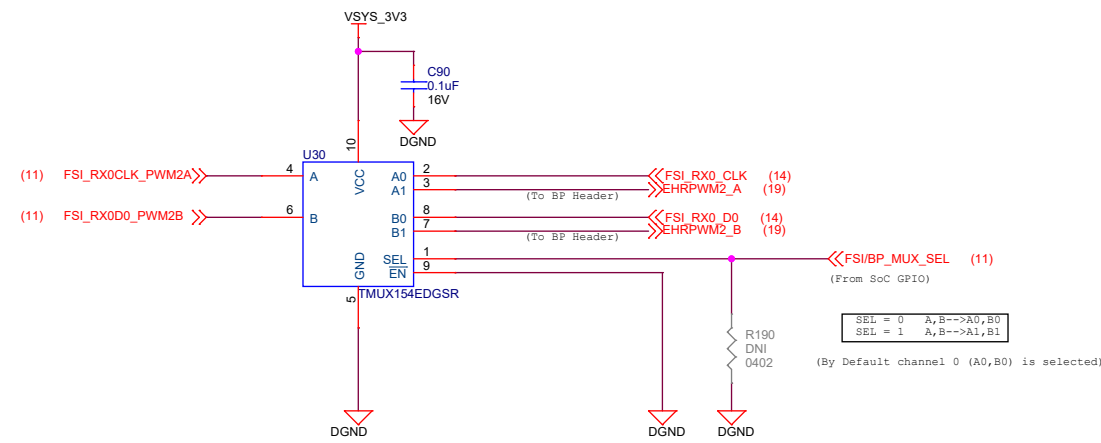 VSYS_3V3
C90
0.1uF
16V
DGND
U30
10
(11) FSI_RX0CLK_PWM2A 4 A VCC A0 2 FSI_RX0_CLK (14)
A1 3 (To BP Header) EHRPWM2_A (19)
(11) FSI_RX0D0_PWM2B 6 B B0 8 FSI_RX0_D0 (14)
B1 7 (To BP Header) EHRPWM2_B (19)
GND SEL 1 FSI/BP_MUX_SEL (11)
EN 9 (From SoC GPIO)
5 TMUX154EDGSR
SEL = 0 A,B-->A0,B0
SEL = 1 A,B-->A1,B1
R190
DNI
0402
(By Default channel 0 (A0,B0) is selected)
DGND DGND DGND